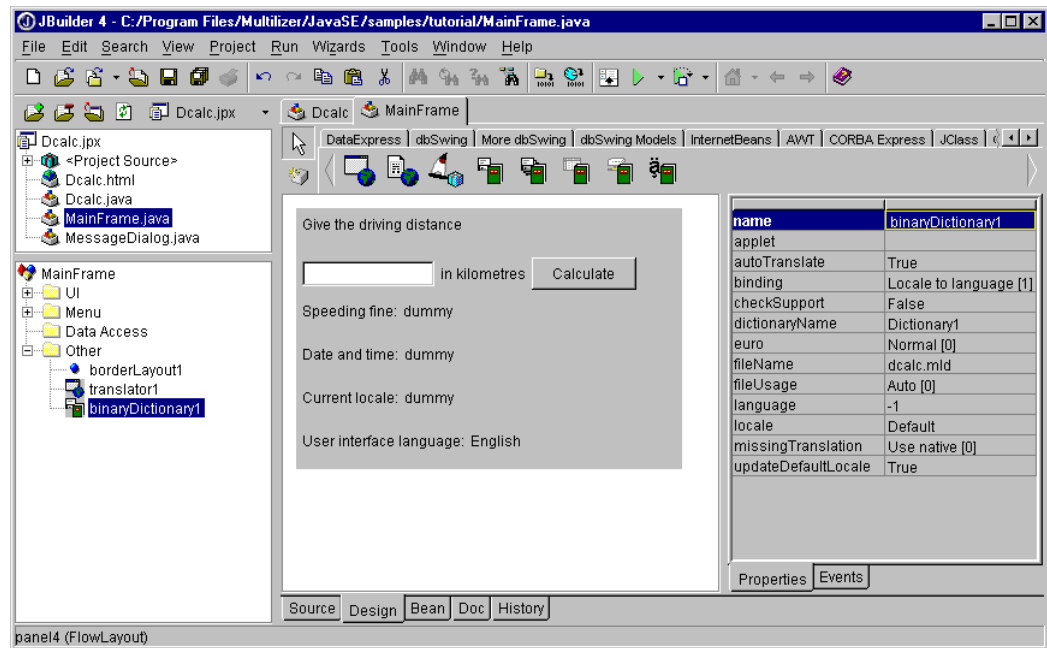 JBuilder 4 - C:/Program Files/Multilizer/JavaSE/samples/tutorial/MainFrame.java
File Edit Search View Project Run Wizards Tools Window Help
Dcalc.jpx
Dcalc MainFrame
Dcalc.jpx
<Project Source>
Dcalc.html
Dcalc.java
MainFrame.java
MessageDialog.java
MainFrame
UI
Menu
Data Access
Other
borderLayout1
translator1
binaryDictionary1
DataExpress dbSwing More dbSwing dbSwing Models InternetBeans AWT CORBA Express JClass
Give the driving distance
in kilometres Calculate
Speeding fine: dummy
Date and time: dummy
Current locale: dummy
User interface language: English
name binaryDictionary1
applet
autoTranslate True
binding Locale to language [1]
checkSupport False
dictionaryName Dictionary1
euro Normal [0]
fileName dcalc.mld
fileUsage Auto [0]
language -1
locale Default
missingTranslation Use native [0]
updateDefaultLocale True
Properties Events
Source Design Bean Doc History
panel4 (FlowLayout)